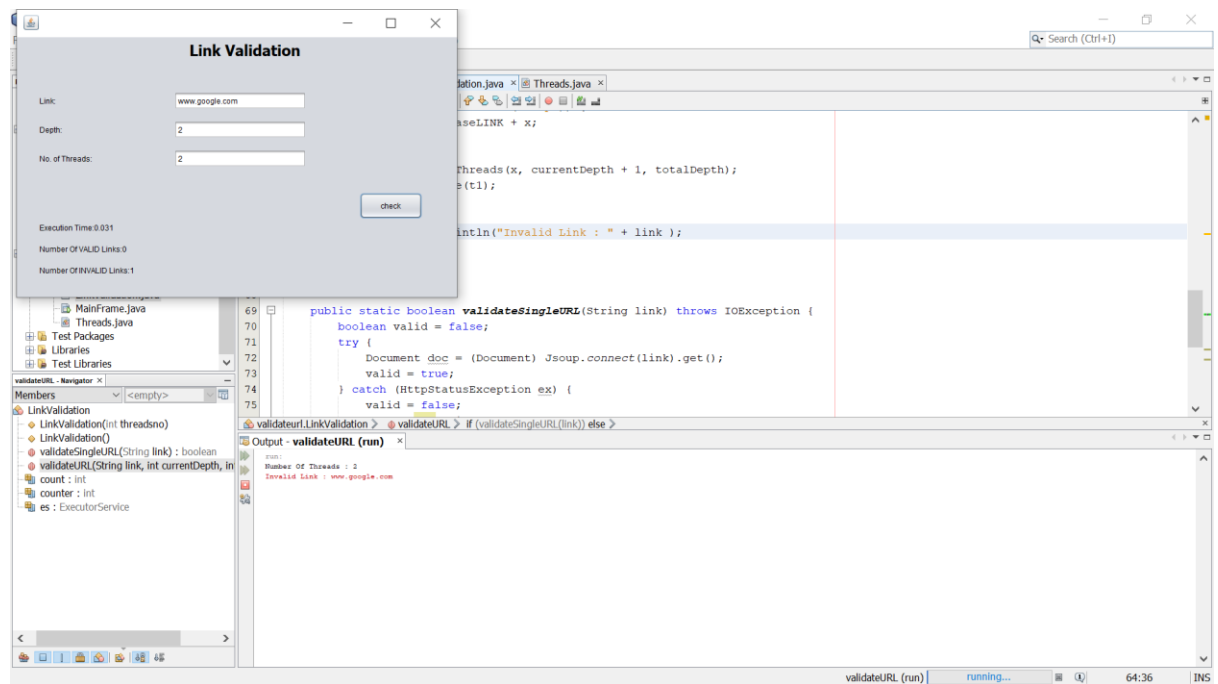 Link Validation
Link:
www.google.com
Depth:
2
No. of Threads:
2
check
Execution Time:0.031
Number Of VALID Links:0
Number Of INVALID Links:1
Search (Ctrl+I)
dation.java × Threads.java ×
aseLINK + x;
Threads(x, currentDepth + 1, totalDepth);
e(t1);
intln("Invalid Link : " + link );
MainFrame.java
Threads.java
Test Packages
Libraries
Test Libraries
69 public static boolean validateSingleURL(String link) throws IOException {
70 boolean valid = false;
71 try {
72 Document doc = (Document) Jsoup.connect(link).get();
73 valid = true;
74 } catch (HttpStatusException ex) {
75 valid = false;
validateurl.LinkValidation validateURL if (validateSingleURL(link)) else
validateURL - Navigator ×
Members <empty>
LinkValidation
LinkValidation(int threadsno)
LinkValidation()
validateSingleURL(String link) : boolean
validateURL(String link, int currentDepth, in
count : int
counter : int
es : ExecutorService
Output - validateURL (run) ×
run:
Number Of Threads : 2
Invalid Link : www.google.com
validateURL (run) running... 64:36 INS